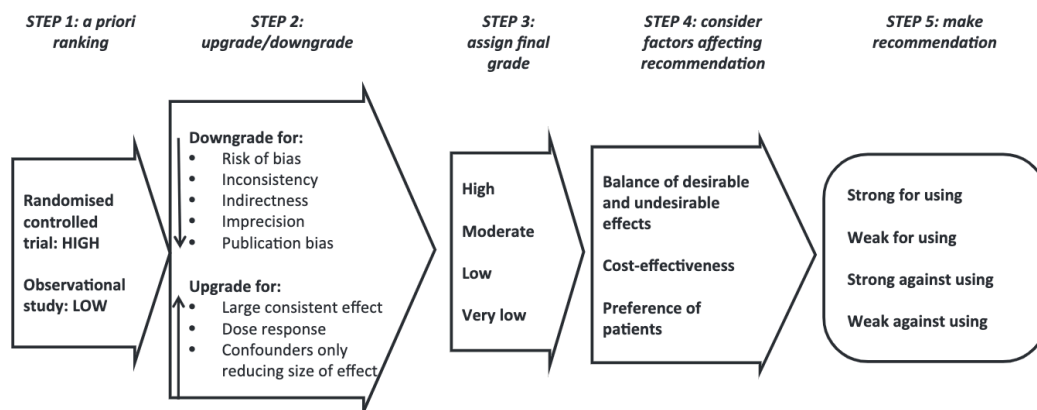 STEP 1: a priori
ranking
STEP 2:
upgrade/downgrade
STEP 3:
assign final
grade
STEP 4: consider
factors affecting
recommendation
STEP 5: make
recommendation
Randomised
controlled
trial: HIGH
Observational
study: LOW
Downgrade for:
• Risk of bias
• Inconsistency
• Indirectness
• Imprecision
• Publication bias
Upgrade for:
• Large consistent effect
• Dose response
• Confounders only
reducing size of effect
High
Moderate
Low
Very low
Balance of desirable
and undesirable
effects
Cost-effectiveness
Preference of
patients
Strong for using
Weak for using
Strong against using
Weak against using